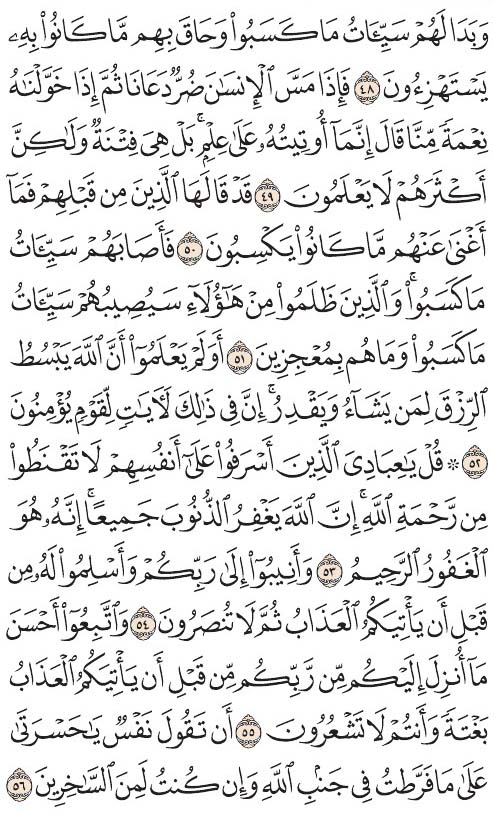 وَبَدَا لَهُمۡ سَيِّـَٔاتُ مَا كَسَبُواْ وَحَاقَ بِهِم مَّا كَانُواْ بِهِۦ
يَسۡتَهۡزِءُونَ ٤٨ فَإِذَا مَسَّ ٱلۡإِنسَٰنَ ضُرّٞ دَعَانَا ثُمَّ إِذَا خَوَّلۡنَٰهُ
نِعۡمَةٗ مِّنَّا قَالَ إِنَّمَآ أُوتِيتُهُۥ عَلَىٰ عِلۡمِۭۚ بَلۡ هِيَ فِتۡنَةٞ وَلَٰكِنَّ
أَكۡثَرَهُمۡ لَا يَعۡلَمُونَ ٤٩ قَدۡ قَالَهَا ٱلَّذِينَ مِن قَبۡلِهِمۡ فَمَآ
أَغۡنَىٰ عَنۡهُم مَّا كَانُواْ يَكۡسِبُونَ ٥٠ فَأَصَابَهُمۡ سَيِّـَٔاتُ
مَا كَسَبُواْۚ وَٱلَّذِينَ ظَلَمُواْ مِنۡ هَٰٓؤُلَآءِ سَيُصِيبُهُمۡ سَيِّـَٔاتُ
مَا كَسَبُواْ وَمَا هُم بِمُعۡجِزِينَ ٥١ أَوَلَمۡ يَعۡلَمُوٓاْ أَنَّ ٱللَّهَ يَبۡسُطُ
ٱلرِّزۡقَ لِمَن يَشَآءُ وَيَقۡدِرُۚ إِنَّ فِي ذَٰلِكَ لَأٓيَٰتٖ لِّقَوۡمٖ يُؤۡمِنُونَ
٥٢ ۞ قُلۡ يَٰعِبَادِيَ ٱلَّذِينَ أَسۡرَفُواْ عَلَىٰٓ أَنفُسِهِمۡ لَا تَقۡنَطُواْ
مِن رَّحۡمَةِ ٱللَّهِۚ إِنَّ ٱللَّهَ يَغۡفِرُ ٱلذُّنُوبَ جَمِيعًاۚ إِنَّهُۥ هُوَ
ٱلۡغَفُورُ ٱلرَّحِيمُ ٥٣ وَأَنِيبُوٓاْ إِلَىٰ رَبِّكُمۡ وَأَسۡلِمُواْ لَهُۥ مِن
قَبۡلِ أَن يَأۡتِيَكُمُ ٱلۡعَذَابُ ثُمَّ لَا تُنصَرُونَ ٥٤ وَٱتَّبِعُوٓاْ أَحۡسَنَ
مَآ أُنزِلَ إِلَيۡكُم مِّن رَّبِّكُم مِّن قَبۡلِ أَن يَأۡتِيَكُمُ ٱلۡعَذَابُ
بَغۡتَةٗ وَأَنتُمۡ لَا تَشۡعُرُونَ ٥٥ أَن تَقُولَ نَفۡسٞ يَٰحَسۡرَتَىٰ
عَلَىٰ مَا فَرَّطتُ فِي جَنۢبِ ٱللَّهِ وَإِن كُنتُ لَمِنَ ٱلسَّٰخِرِينَ ٥٦